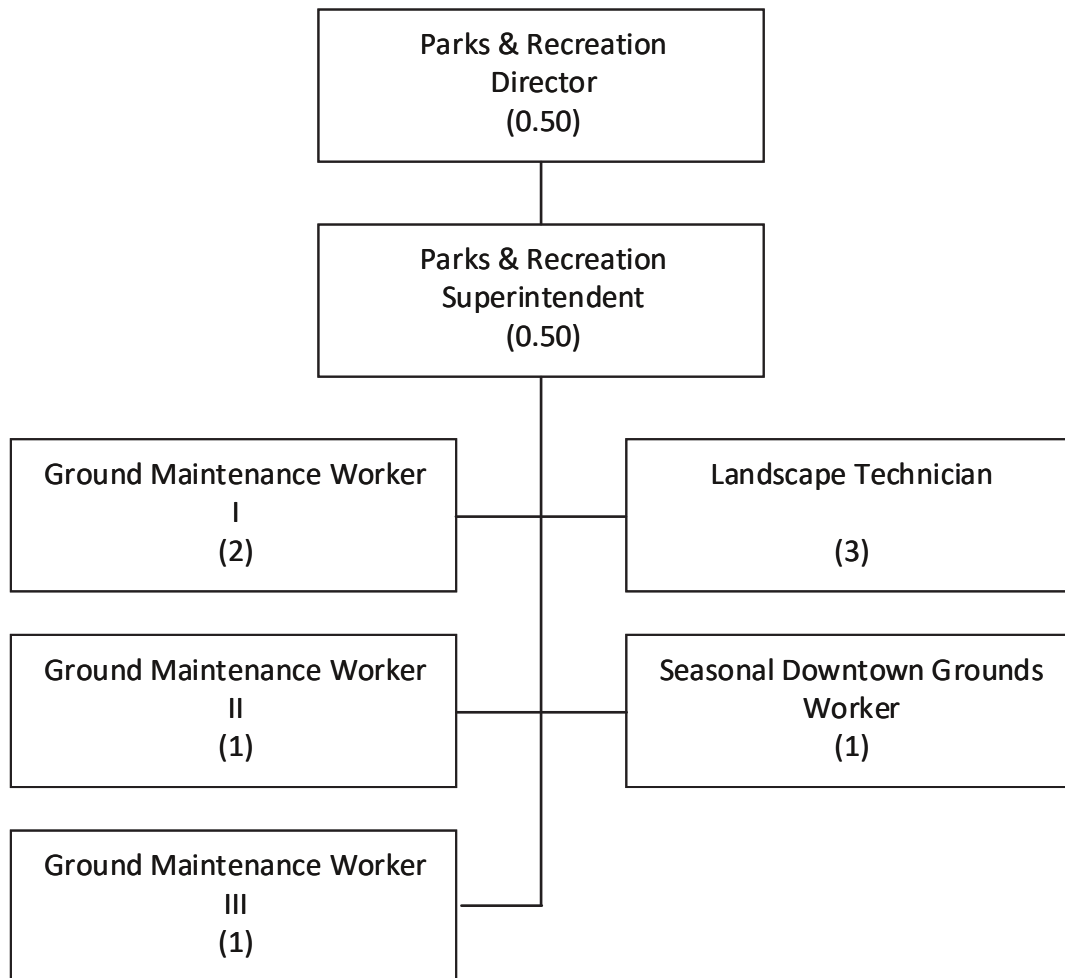 Parks & Recreation
Director
(0.50)
Parks & Recreation
Superintendent
(0.50)
Ground Maintenance Worker
I
(2)
Landscape Technician
(3)
Ground Maintenance Worker
II
(1)
Seasonal Downtown Grounds
Worker
(1)
Ground Maintenance Worker
III
(1)